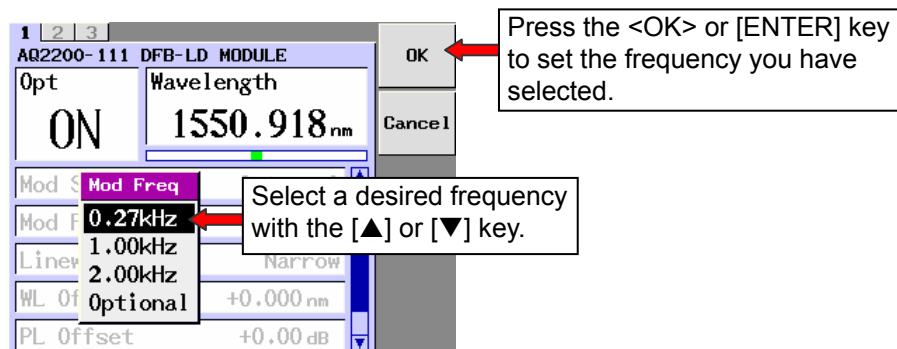 1 2 3
AQ2200-111 DFB-LD MODULE
Opt
ON
Wavelength
1550.918nm
OK
Cancel
Press the <OK> or [ENTER] key
to set the frequency you have
selected.
Mod S
Mod Freq
Mod F
0.27kHz
1.00kHz
2.00kHz
Optional
Select a desired frequency
with the [▲] or [▼] key.
Linew
Narrow
WL Of
+0.000 nm
PL Offset
+0.00 dB